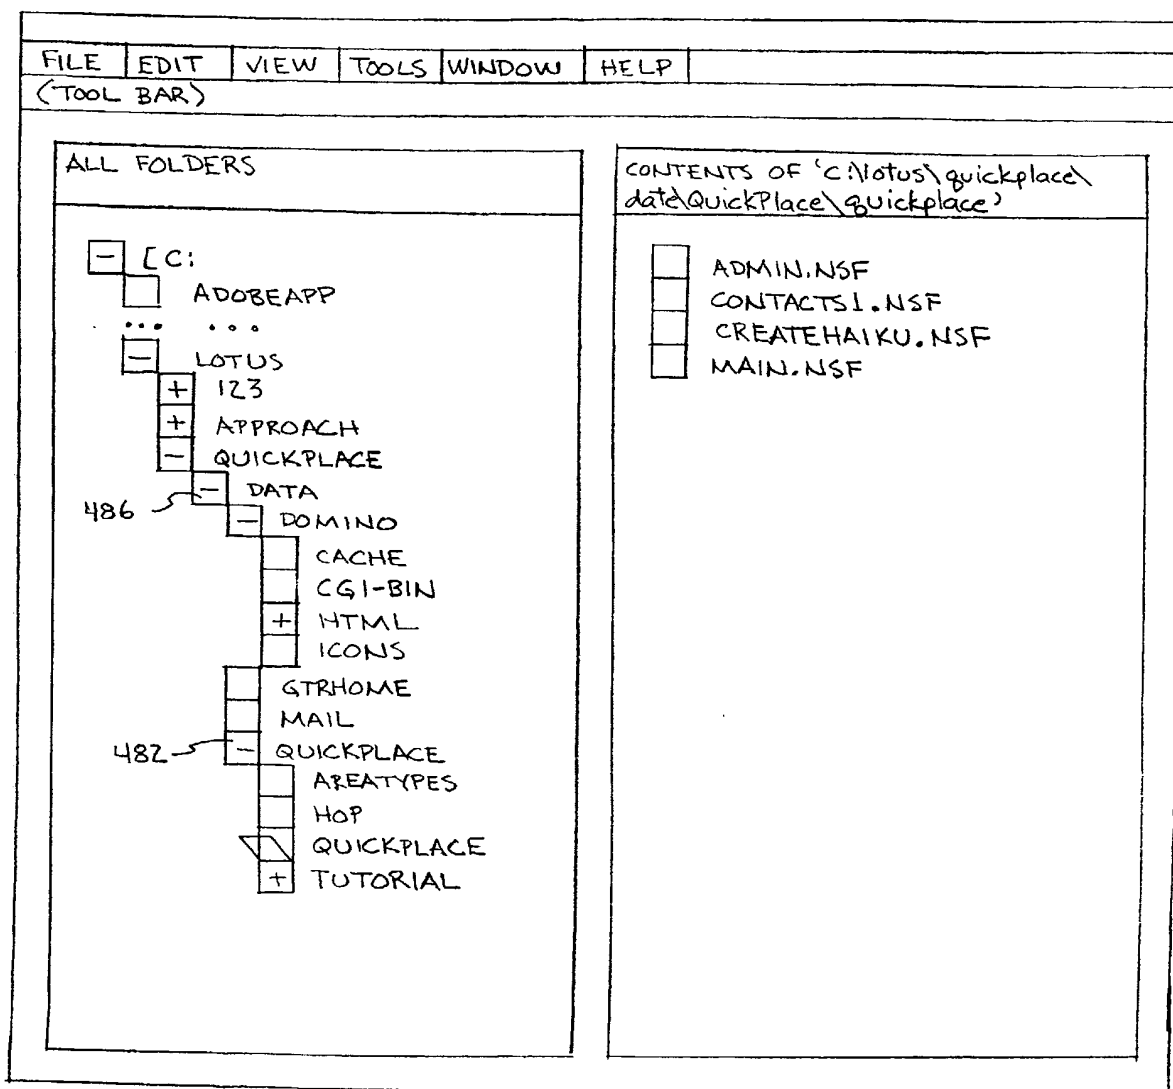 FILE EDIT VIEW TOOLS WINDOW HELP
(TOOL BAR)
ALL FOLDERS
[C:
ADOBEAPP
... ...
LOTUS
+ 123
+ APPROACH
- QUICKPLACE
486 - DATA
- DOMINO
CACHE
CGI-BIN
+ HTML
ICONS
GTRHOME
MAIL
482 - QUICKPLACE
AREATYPES
HOP
QUICKPLACE
+ TUTORIAL
CONTENTS OF 'C:\lotus\quickplace\
date\QuickPlace\quickplace'
ADMIN.NSF
CONTACTS1.NSF
CREATEHAIKU.NSF
MAIN.NSF